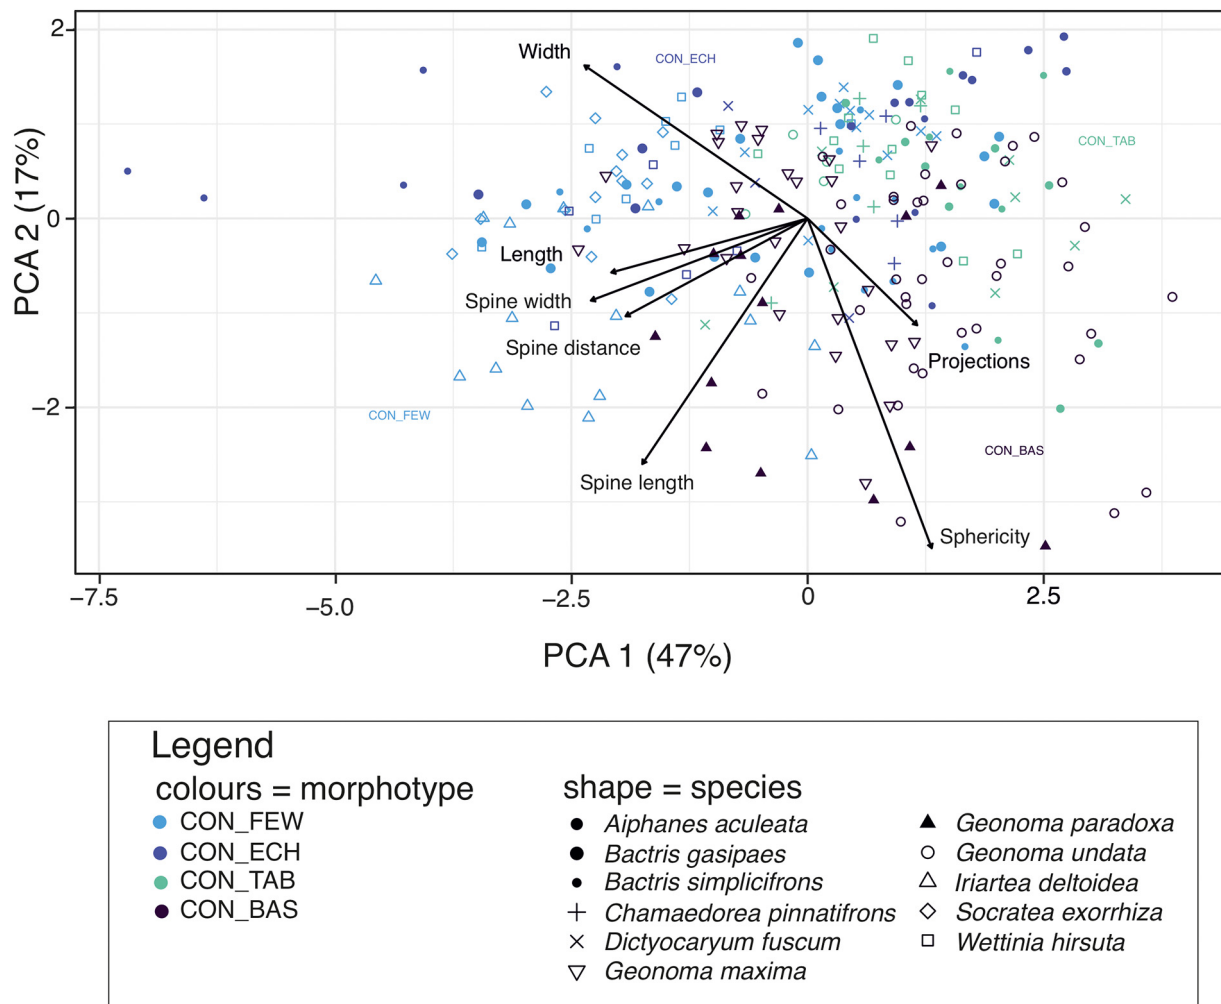 2
0
−2
PCA 2 (17%)
Width
CON_ECH
CON_TAB
Length
Spine width
Spine distance
Projections
CON_FEW
CON_BAS
Spine length
Sphericity
−7.5
−5.0
−2.5
0
2.5
PCA 1 (47%)
Legend
colours = morphotype
CON_FEW
CON_ECH
CON_TAB
CON_BAS
shape = species
Aiphanes aculeata
Bactris gasipaes
Bactris simplicifrons
Chamaedorea pinnatifrons
Dictyocaryum fuscum
Geonoma maxima
Geonoma paradoxa
Geonoma undata
Iriartea deltoidea
Socratea exorrhiza
Wettinia hirsuta